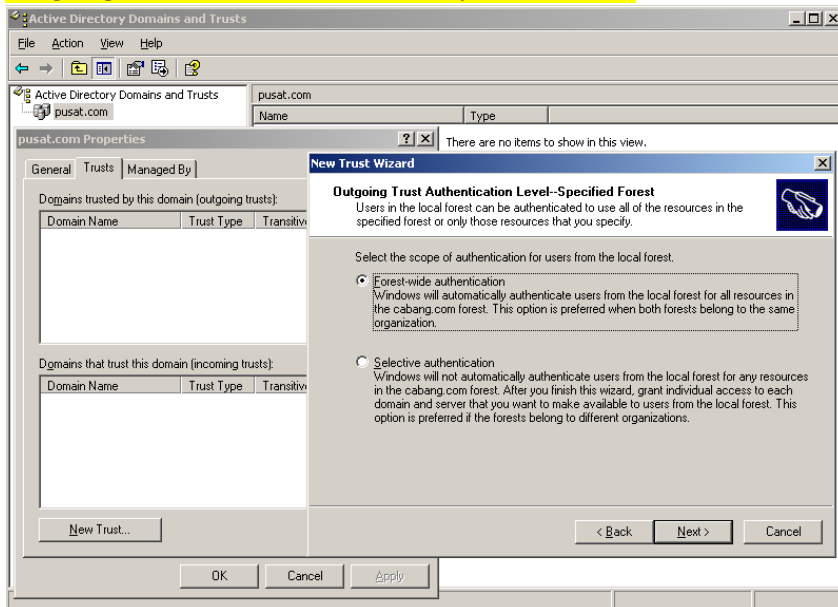 Active Directory Domains and Trusts
File Action View Help
Active Directory Domains and Trusts
pusat.com
pusat.com
Name Type
There are no items to show in this view.
pusat.com Properties
General Trusts Managed By
Domains trusted by this domain (outgoing trusts):
Domain Name Trust Type
Domains that trust this domain (incoming trusts):
Domain Name Trust Type
New Trust...
OK Cancel Apply
New Trust Wizard
Outgoing Trust Authentication Level--Specified Forest
Users in the local forest can be authenticated to use all of the resources in the
specified forest or only those resources that you specify.
Select the scope of authentication for users from the local forest.
Forest-wide authentication
Windows will automatically authenticate users from the local forest for all resources in
the cabang.com forest. This option is preferred when both forests belong to the same
organization.
Selective authentication
Windows will not automatically authenticate users from the local forest for any resources
in the cabang.com forest. After you finish this wizard, grant individual access to each
domain and server that you want to make available to users from the local forest. This
option is preferred if the forests belong to different organizations.
< Back Next > Cancel